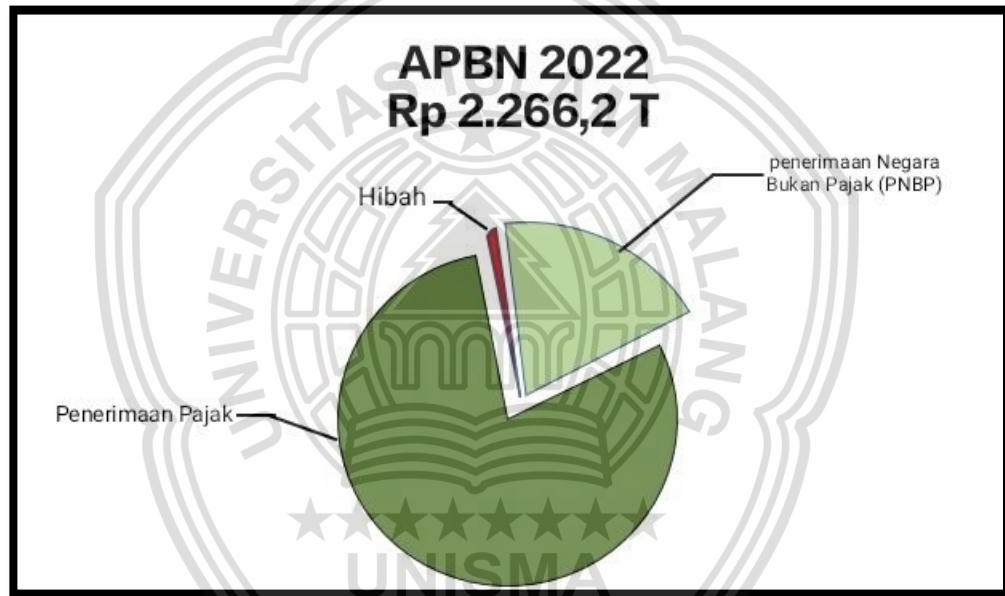 APBN 2022
Rp 2.266,2 T
penerimaan Negara
Bukan Pajak (PNBP)
Hibah
Penerimaan Pajak
UNIVERSITAS ISLAM MALANG
UNISMA